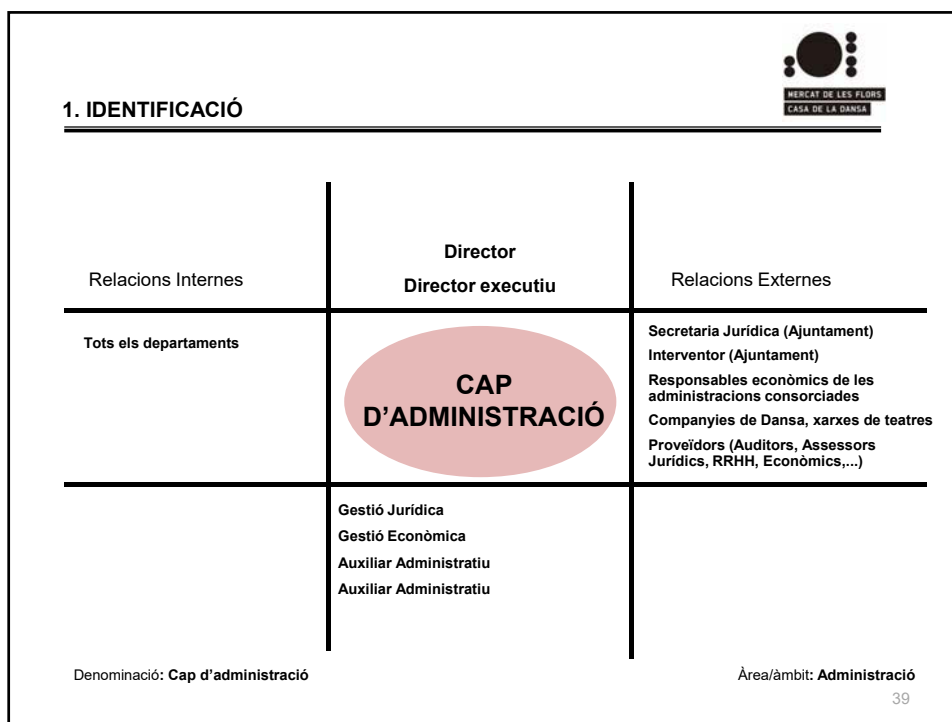 MERCAT DE LES FLORS
CASA DE LA DANSA
1. IDENTIFICACIÓ
Relacions Internes
Director
Director executiu
Relacions Externes
Tots els departaments
CAP
D'ADMINISTRACIÓ
Secretaria Jurídica (Ajuntament)
Interventor (Ajuntament)
Responsables econòmics de les
administracions consorciades
Companyies de Dansa, xarxes de teatres
Proveïdors (Auditors, Assessors
Jurídics, RRHH, Econòmics,...)
Gestió Jurídica
Gestió Econòmica
Auxiliar Administratiu
Auxiliar Administratiu
Denominació: Cap d’administració
Àrea/àmbit: Administració
39